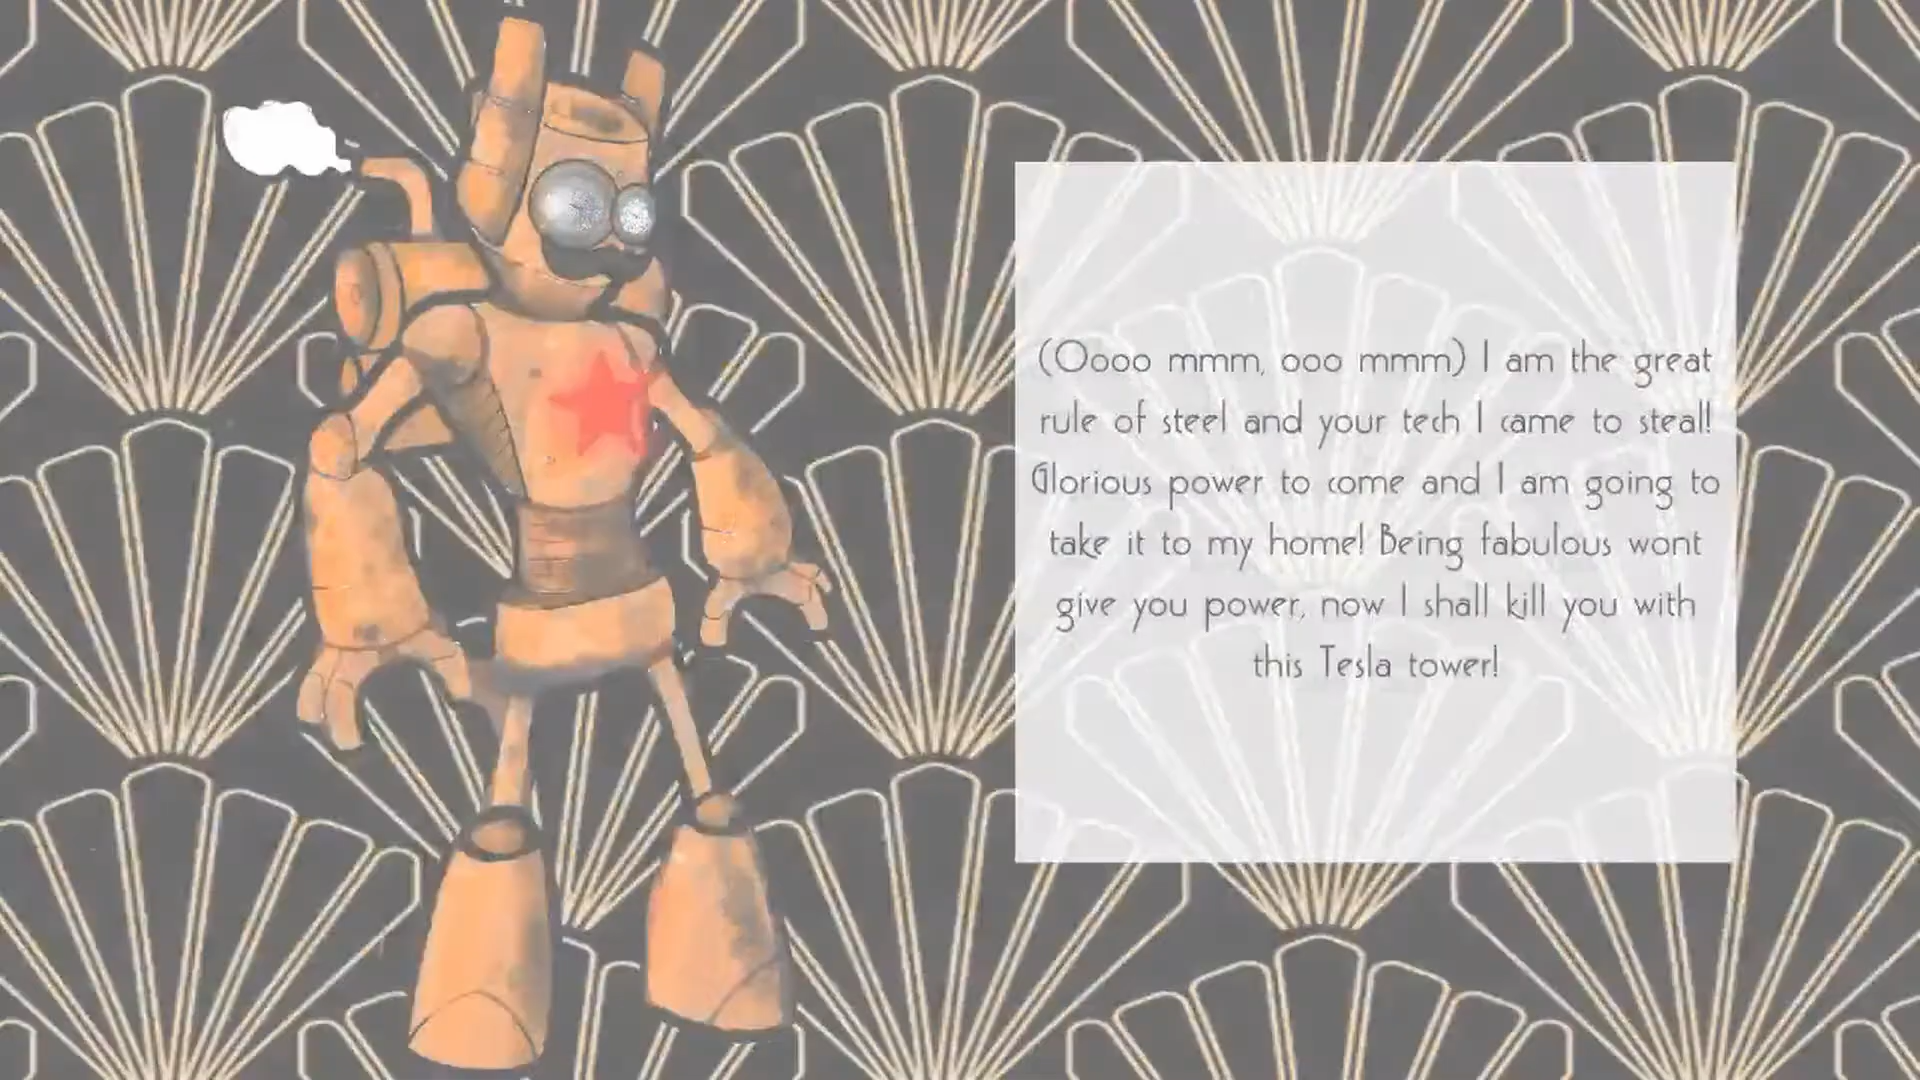 (Oooo mmm, ooo mmm) I am the great
rule of steel and your tech I came to steal!
Glorious power to come and I am going to
take it to my home! Being fabulous wont
give you power, now I shall kill you with
this Tesla tower!